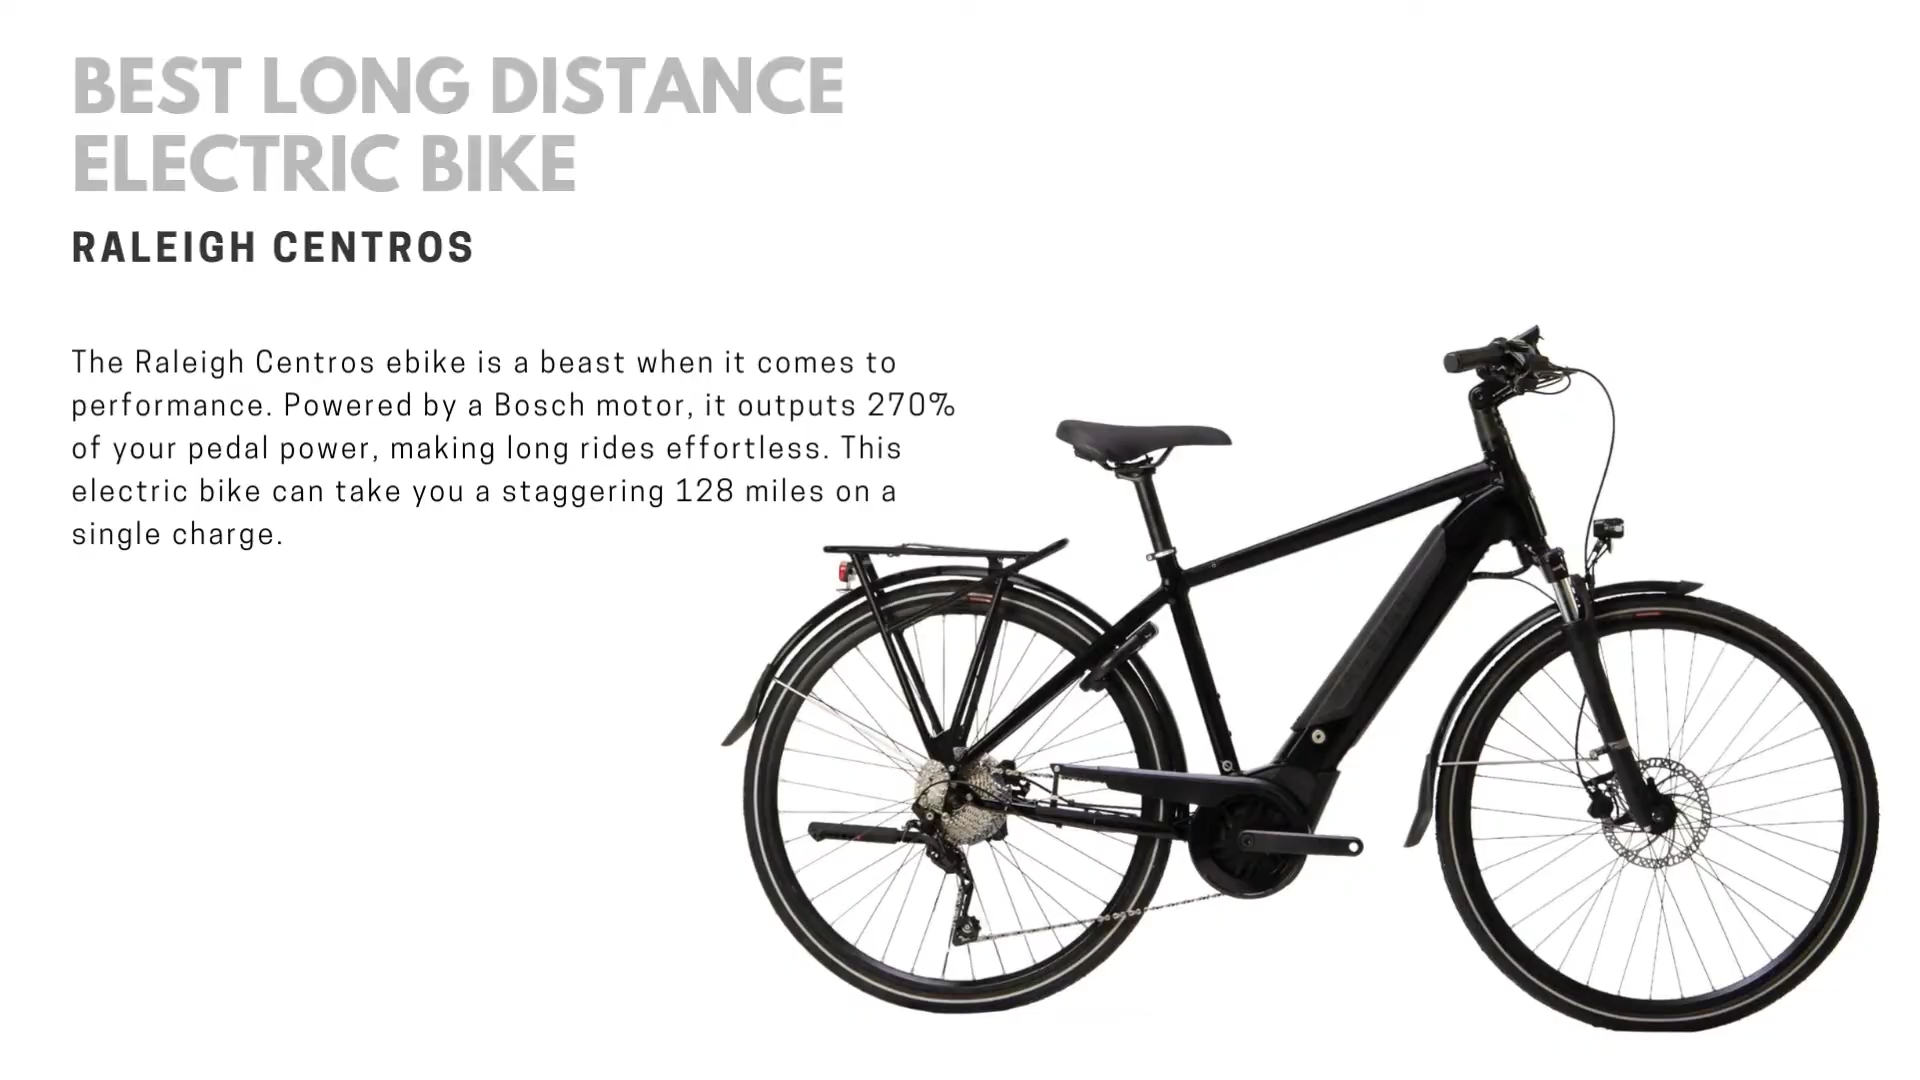 BEST LONG DISTANCE
ELECTRIC BIKE
RALEIGH CENTROS
The Raleigh Centros ebike is a beast when it comes to
performance. Powered by a Bosch motor, it outputs 270%
of your pedal power, making long rides effortless. This
electric bike can take you a staggering 128 miles on a
single charge.